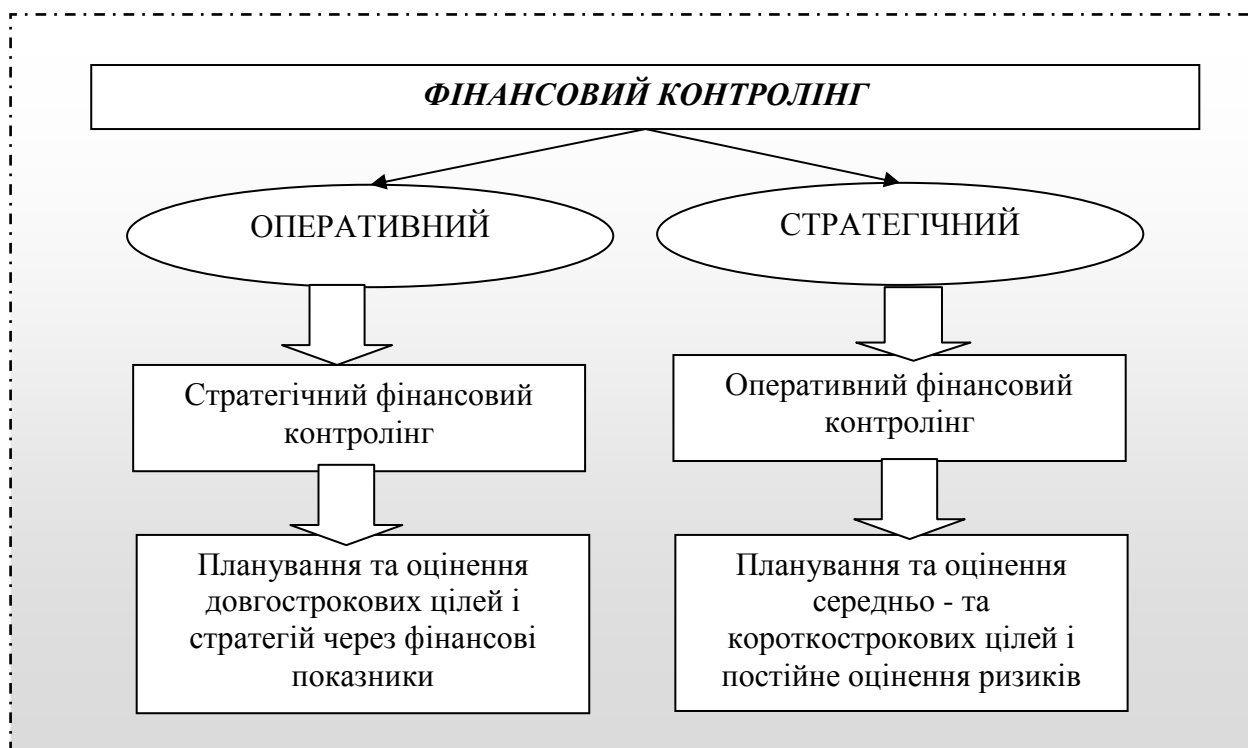 ФІНАНСОВИЙ КОНТРОЛІНГ
ОПЕРАТИВНИЙ
СТРАТЕГІЧНИЙ
Стратегічний фінансовий
контролінг
Оперативний фінансовий
контролінг
Планування та оцінення
довгострокових цілей і
стратегій через фінансові
показники
Планування та оцінення
середньо - та
короткострокових цілей і
постійне оцінення ризиків